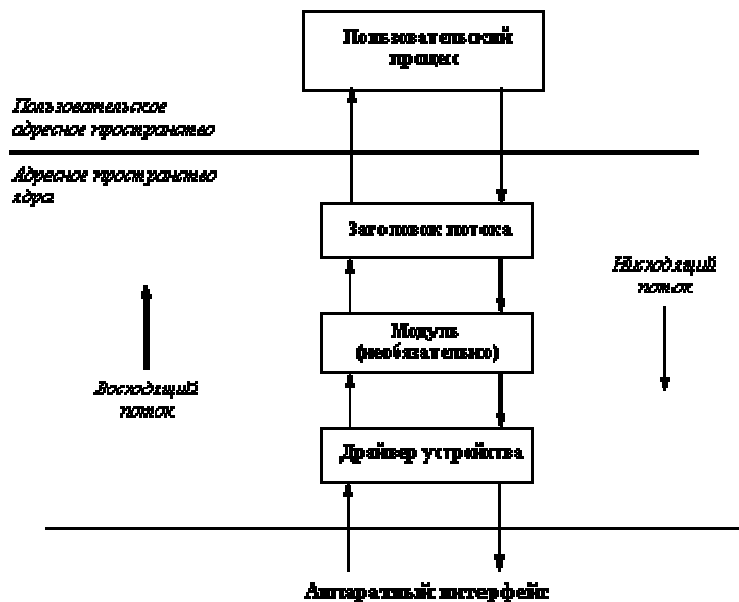 Пользовательский
процес
Пользовательское
адресное пространство
Адресное пространство
ядра
Заголовок потока
Нисходящий
поток
Модуль
(необязательно)
Восходящий
поток
Драйвер устройства
Аппаратный интерфейс